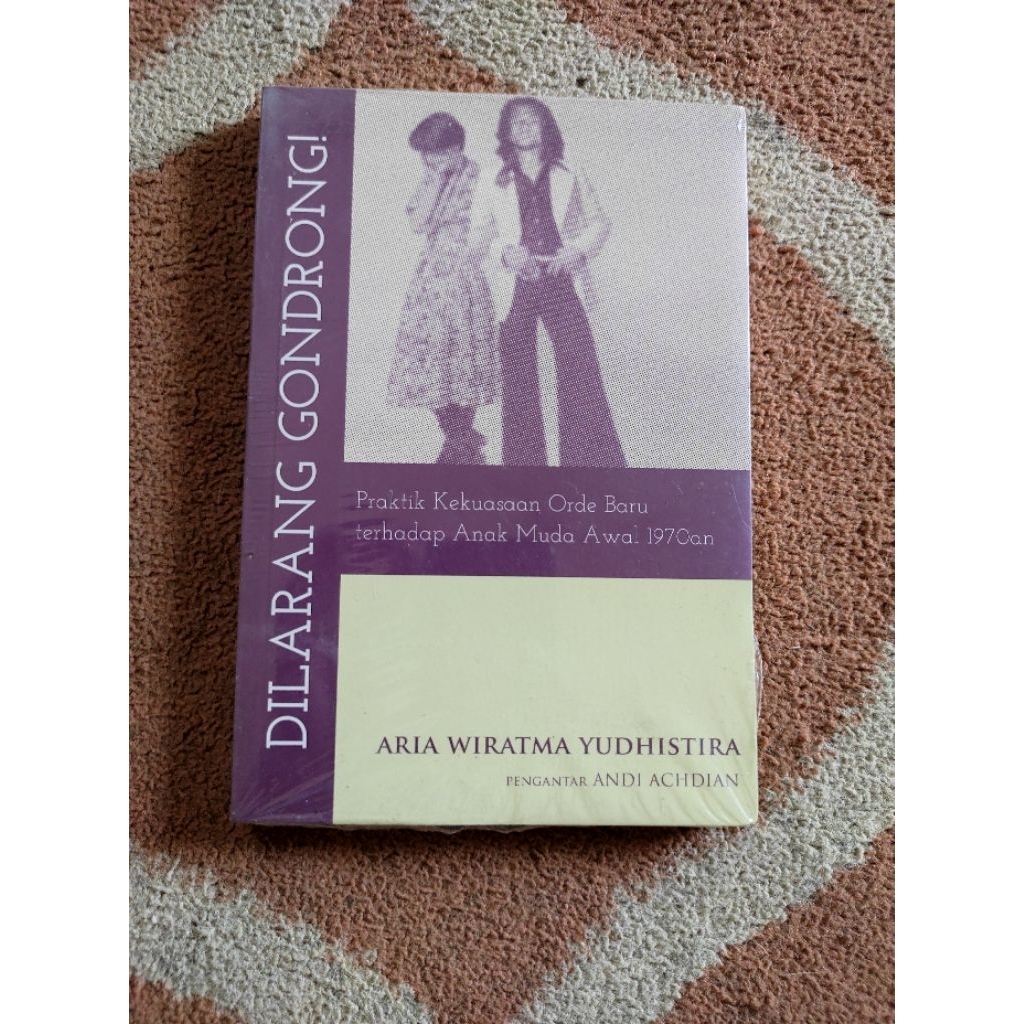 DILARANG GONDRONG!
Praktik Kekuasaan Orde Baru
terhadap Anak Muda Awal 1970an
ARIA WIRATMA YUDHISTIRA
PENGANTAR ANDI ACHDIAN